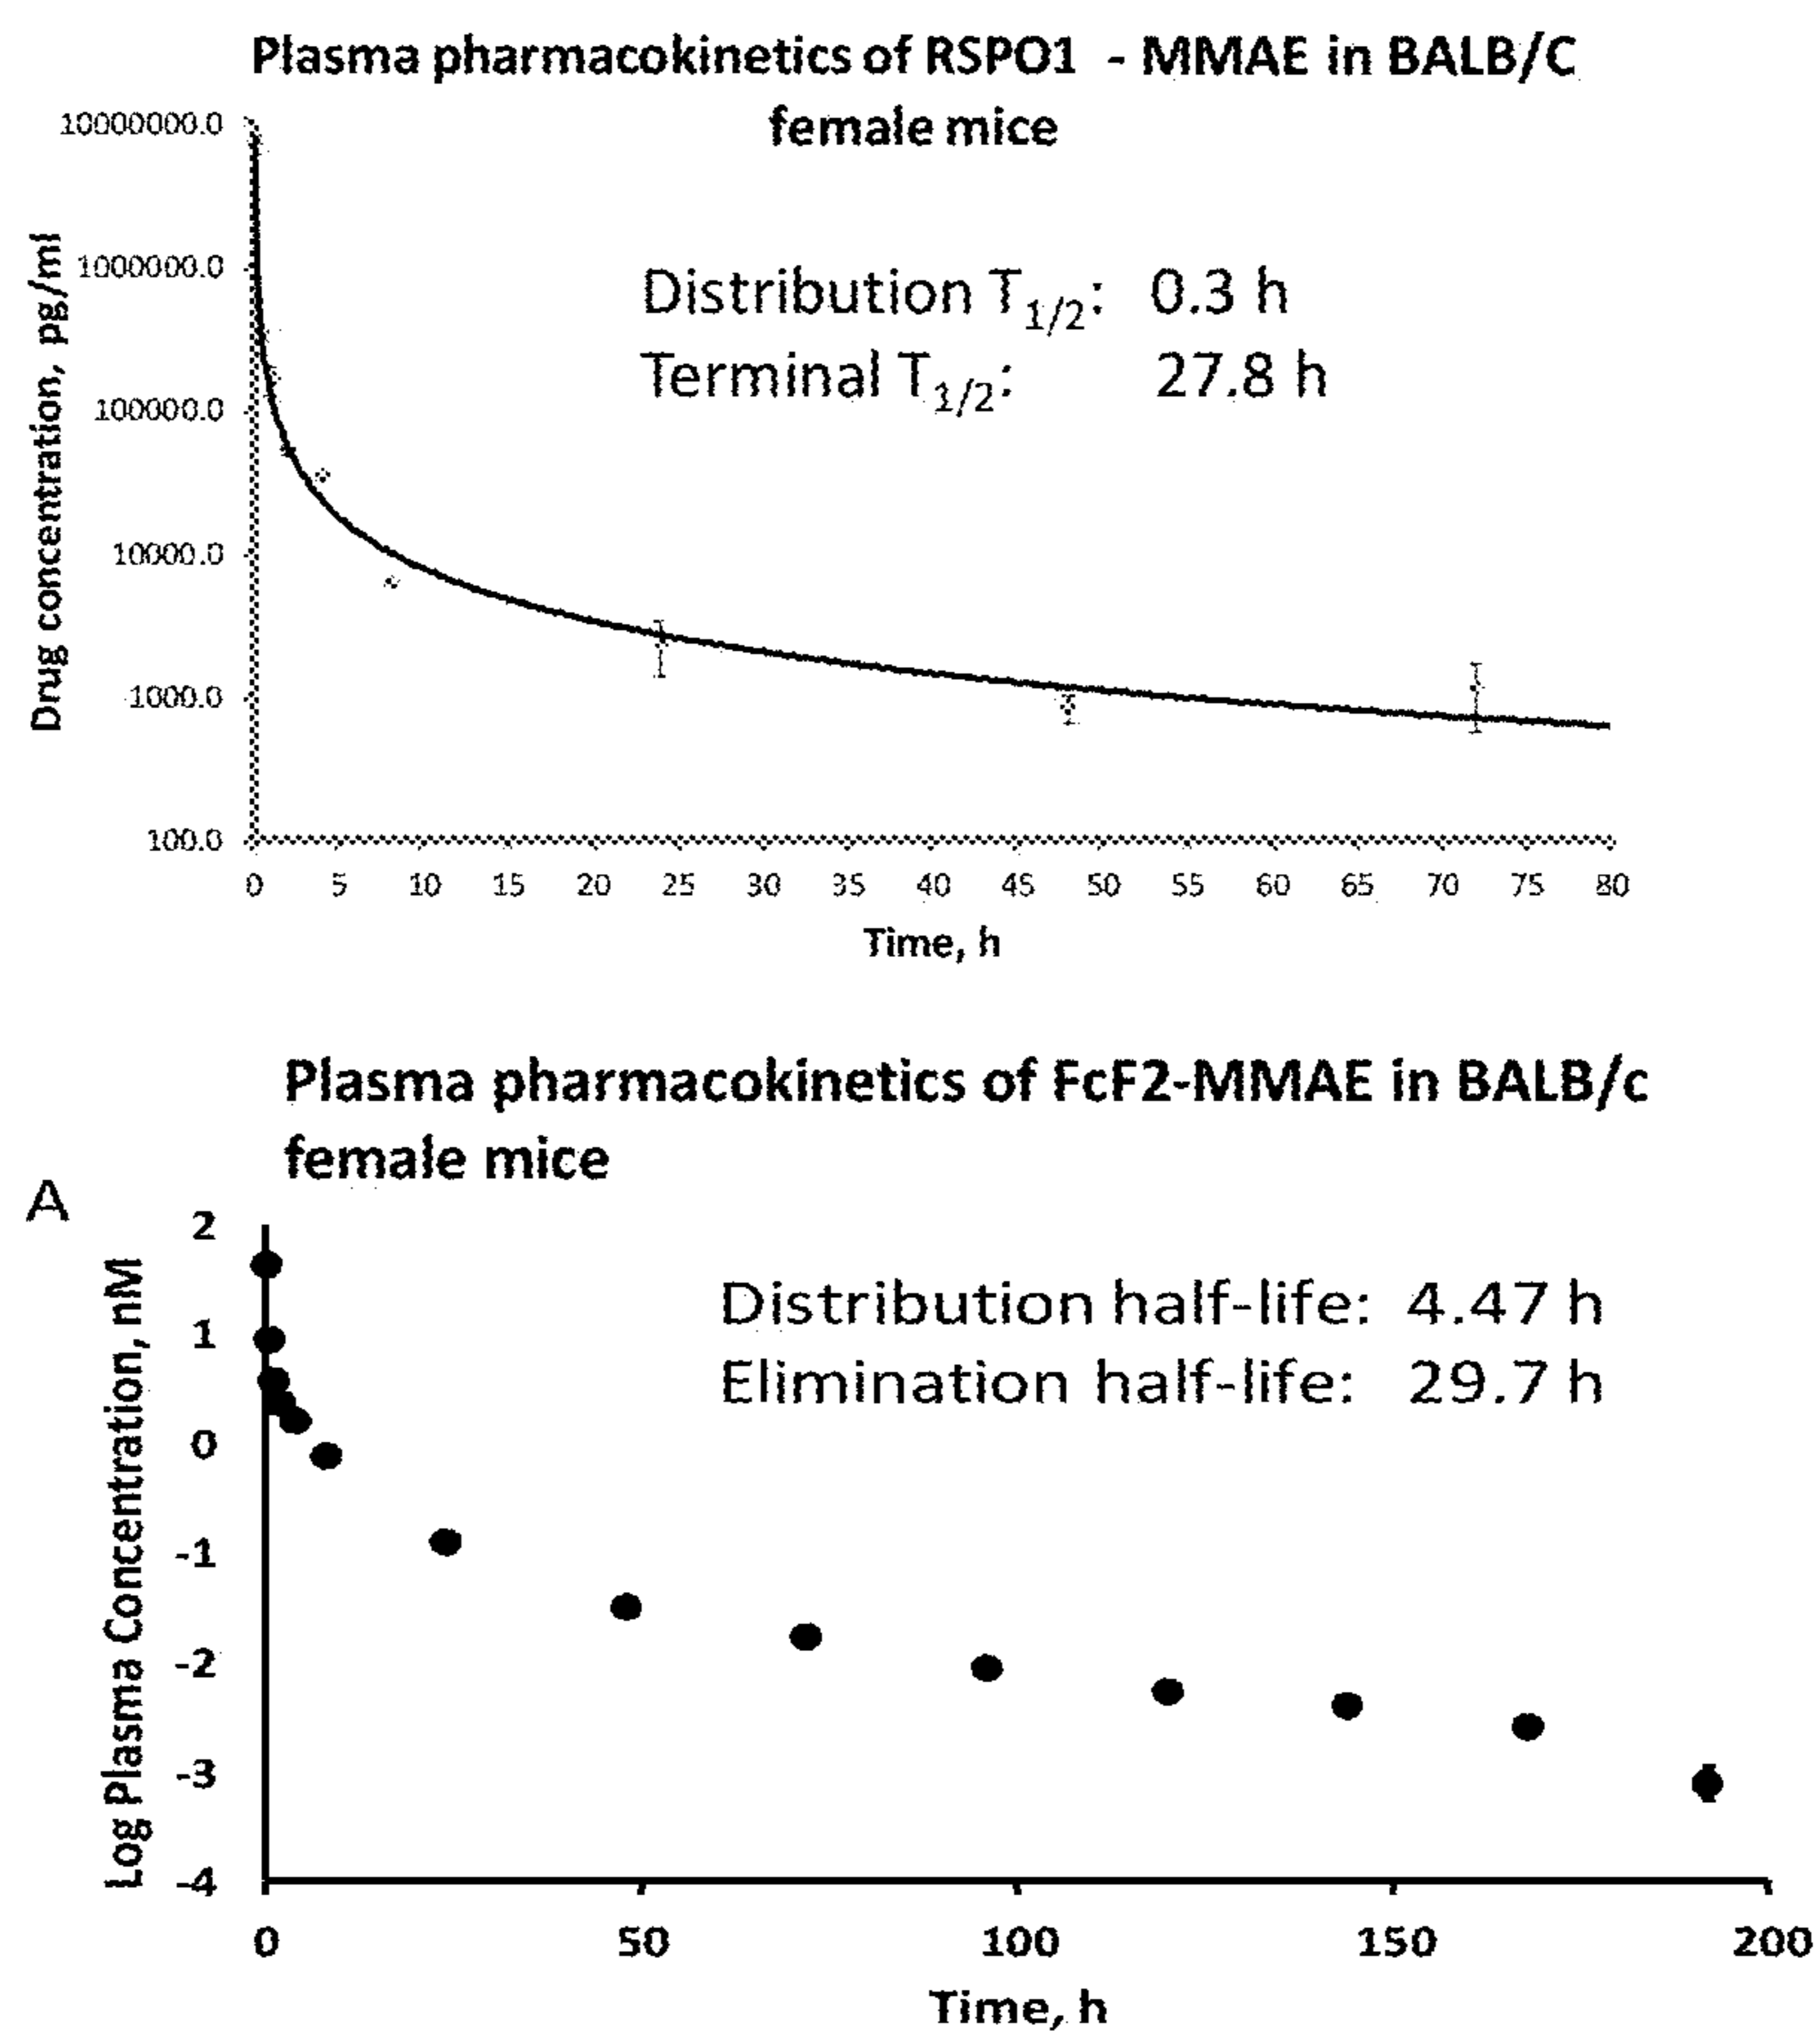 Plasma pharmacokinetics of RSPO1 - MMAE in BALB/C
female mice
Drug concentration, pg/ml
10000000.0
1000000.0
100000.0
10000.0
1000.0
100.0
Distribution T1/2: 0.3 h
Terminal T1/2: 27.8 h
0 5 10 15 20 25 30 35 40 45 50 55 60 65 70 75 80
Time, h
Plasma pharmacokinetics of FcF2-MMAE in BALB/c
female mice
A
Log Plasma Concentration, nM
2
1
0
-1
-2
-3
-4
Distribution half-life: 4.47 h
Elimination half-life: 29.7 h
0 50 100 150 200
Time, h